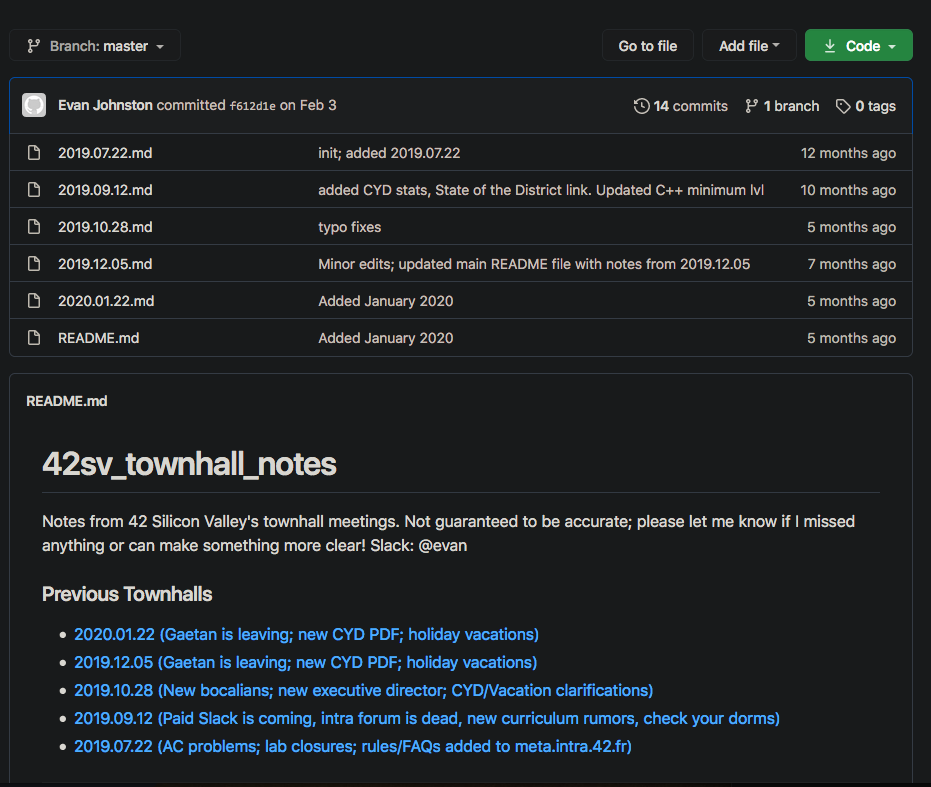 Branch: master
Go to file
Add file
Code
Evan Johnston committed f612d1e on Feb 3
14 commits
1 branch
0 tags
2019.07.22.md init; added 2019.07.22 12 months ago
2019.09.12.md added CYD stats, State of the District link. Updated C++ minimum lvl 10 months ago
2019.10.28.md typo fixes 5 months ago
2019.12.05.md Minor edits; updated main README file with notes from 2019.12.05 7 months ago
2020.01.22.md Added January 2020 5 months ago
README.md Added January 2020 5 months ago
README.md
42sv_townhall_notes
Notes from 42 Silicon Valley's townhall meetings. Not guaranteed to be accurate; please let me know if I missed
anything or can make something more clear! Slack: @evan
Previous Townhalls
2020.01.22 (Gaetan is leaving; new CYD PDF; holiday vacations)
2019.12.05 (Gaetan is leaving; new CYD PDF; holiday vacations)
2019.10.28 (New bocalians; new executive director; CYD/Vacation clarifications)
2019.09.12 (Paid Slack is coming, intra forum is dead, new curriculum rumors, check your dorms)
2019.07.22 (AC problems; lab closures; rules/FAQs added to meta.intra.42.fr)